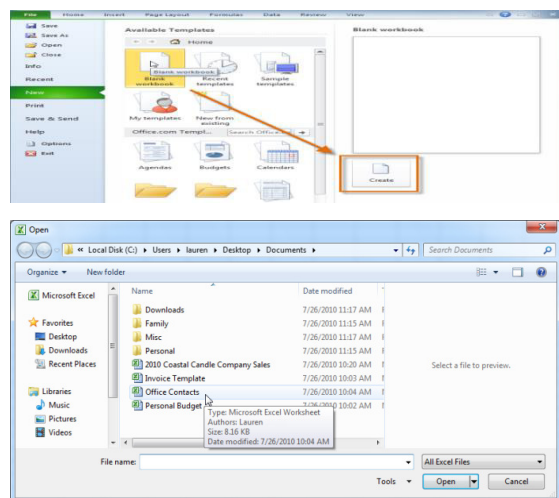 File Home Insert Page Layout Formulas Data Review View
Save
Save As
Open
Close
Info
Recent
New
Print
Save & Send
Help
Options
Exit
Available Templates
Home
Blank workbook
Blank workbook
Recent templates
Sample templates
My templates
New from existing
Office.com Templ... Search Office.c
Agendas
Budgets
Calendars
Blank workbook
Create
Open
« Local Disk (C:) ▸ Users ▸ lauren ▸ Desktop ▸ Documents ▸
Search Documents
Organize New folder
Microsoft Excel
Favorites
Desktop
Downloads
Recent Places
Libraries
Music
Pictures
Videos
Name Date modified
Downloads 7/26/2010 11:17 AM
Family 7/26/2010 11:15 AM
Misc 7/26/2010 11:17 AM
Personal 7/26/2010 11:15 AM
2010 Coastal Candle Company Sales 7/26/2010 10:20 AM
Invoice Template 7/26/2010 10:03 AM
Office Contacts 7/26/2010 10:04 AM
Personal Budget 7/26/2010 10:02 AM
Type: Microsoft Excel Worksheet
Authors: Lauren
Size: 8.16 KB
Date modified: 7/26/2010 10:04 AM
Select a file to preview.
File name:
All Excel Files
Tools Open Cancel